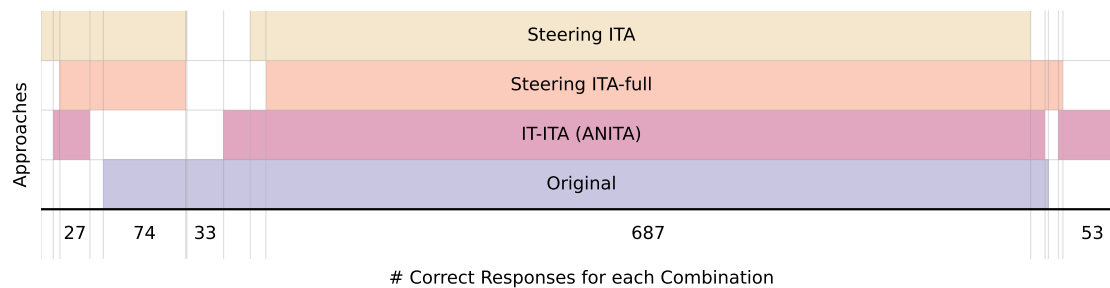 Approaches
Steering ITA
Steering ITA-full
IT-ITA (ANITA)
Original
27 74 33 687 53
# Correct Responses for each Combination